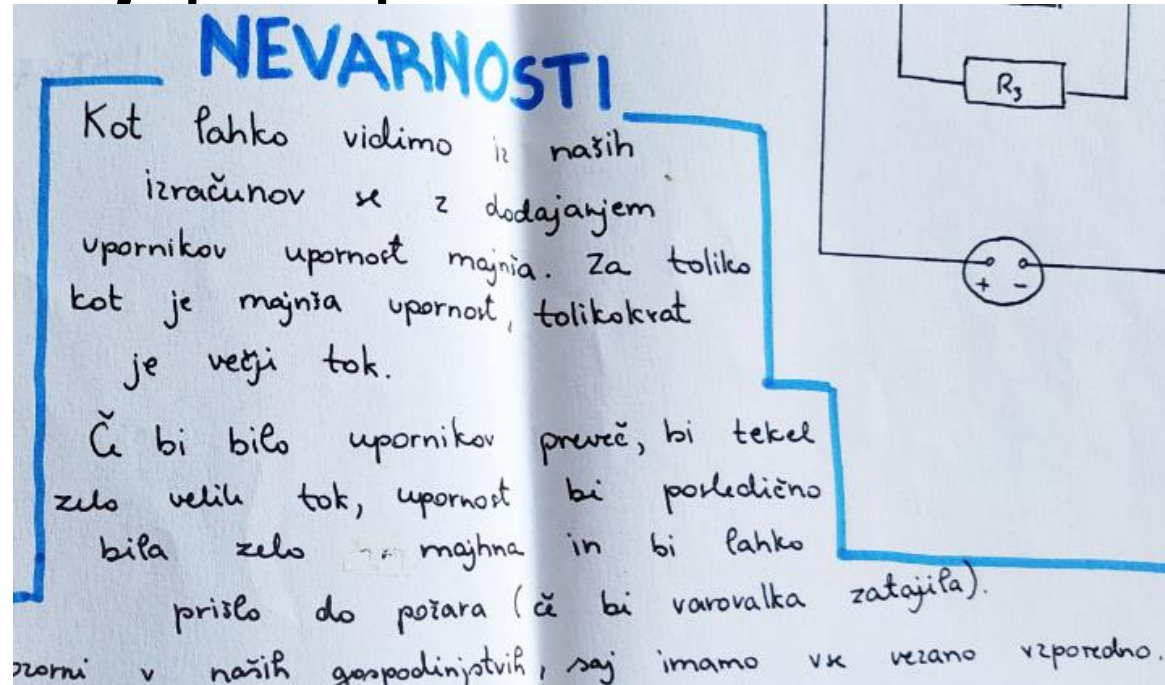 NEVARNOSTI
Kot lahko vidimo iz naših
izračunov se z dodajanjem
upornikov upornost majnša. Za toliko
kot je majnša upornost, tolikokrat
je večji tok.
Če bi bilo upornikov preveč, bi tekel
zelo velik tok, upornost bi posledično
bila zelo majhna in bi lahko
prišlo do požara (če bi varovalka zatajila).
v naših gospodinjstvih, saj imamo vse vezano vzporedno.
R3
+ -